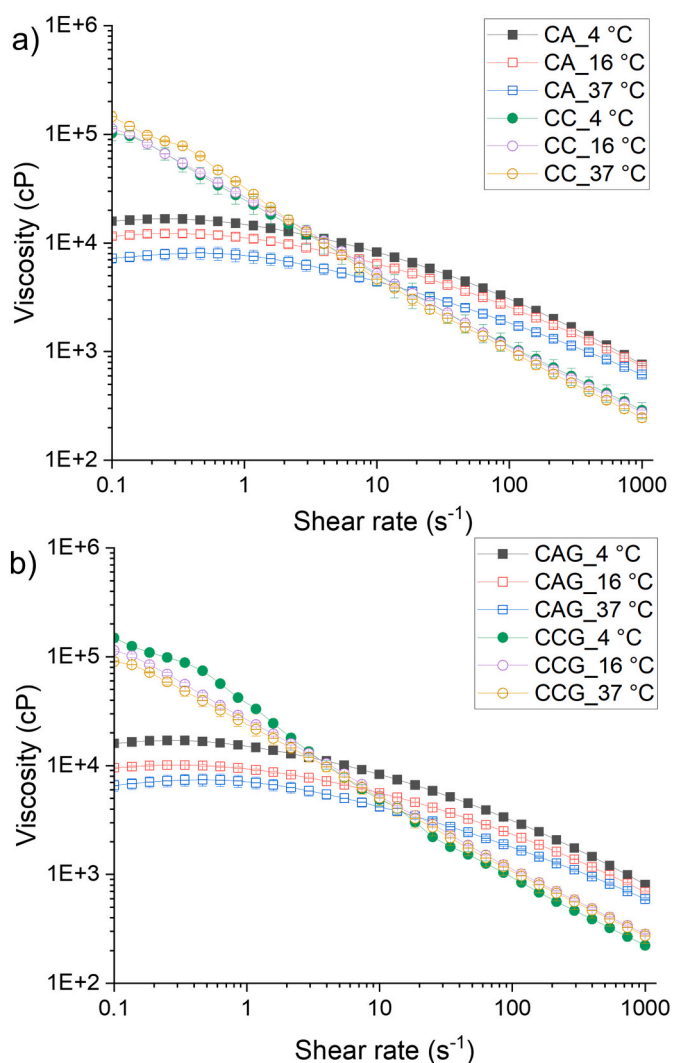 a)
1E+6
1E+5
1E+4
1E+3
1E+2
Viscosity (cP)
0.1 1 10 100 1000
Shear rate (s⁻¹)
CA_4 °C
CA_16 °C
CA_37 °C
CC_4 °C
CC_16 °C
CC_37 °C
b)
1E+6
1E+5
1E+4
1E+3
1E+2
Viscosity (cP)
0.1 1 10 100 1000
Shear rate (s⁻¹)
CAG_4 °C
CAG_16 °C
CAG_37 °C
CCG_4 °C
CCG_16 °C
CCG_37 °C